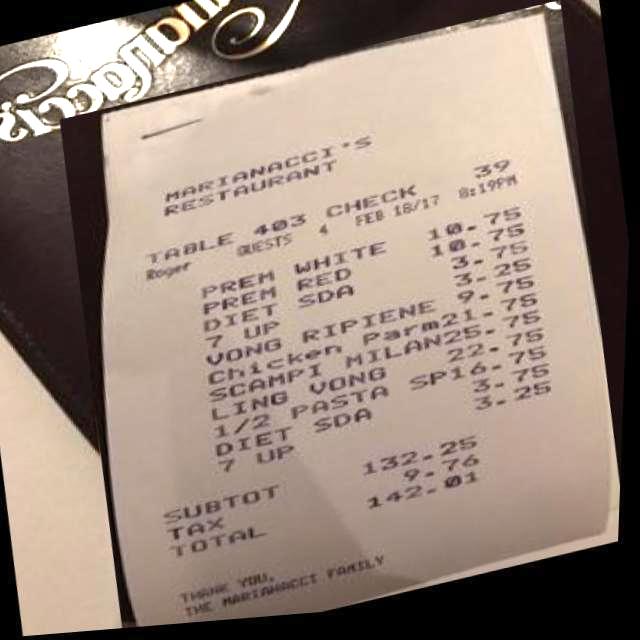 MARIANACCI'S
RESTAURANT
39
TABLE 403 CHECK
Roger GUESTS 4 FEB 18/17 8:19PM
PREM WHITE 10.75
PREM RED 10.75
DIET SDA 3.75
7 UP 3.25
VONG RIPIENE 9.75
Chicken Parm21.75
SCAMPI MILAN25.75
LING VONG 22.75
1/2 PASTA SP16.75
DIET SDA 3.75
7 UP 3.25
SUBTOT 132.25
TAX 9.76
TOTAL 142.01
THANK YOU,
THE MARIANACCI FAMILY